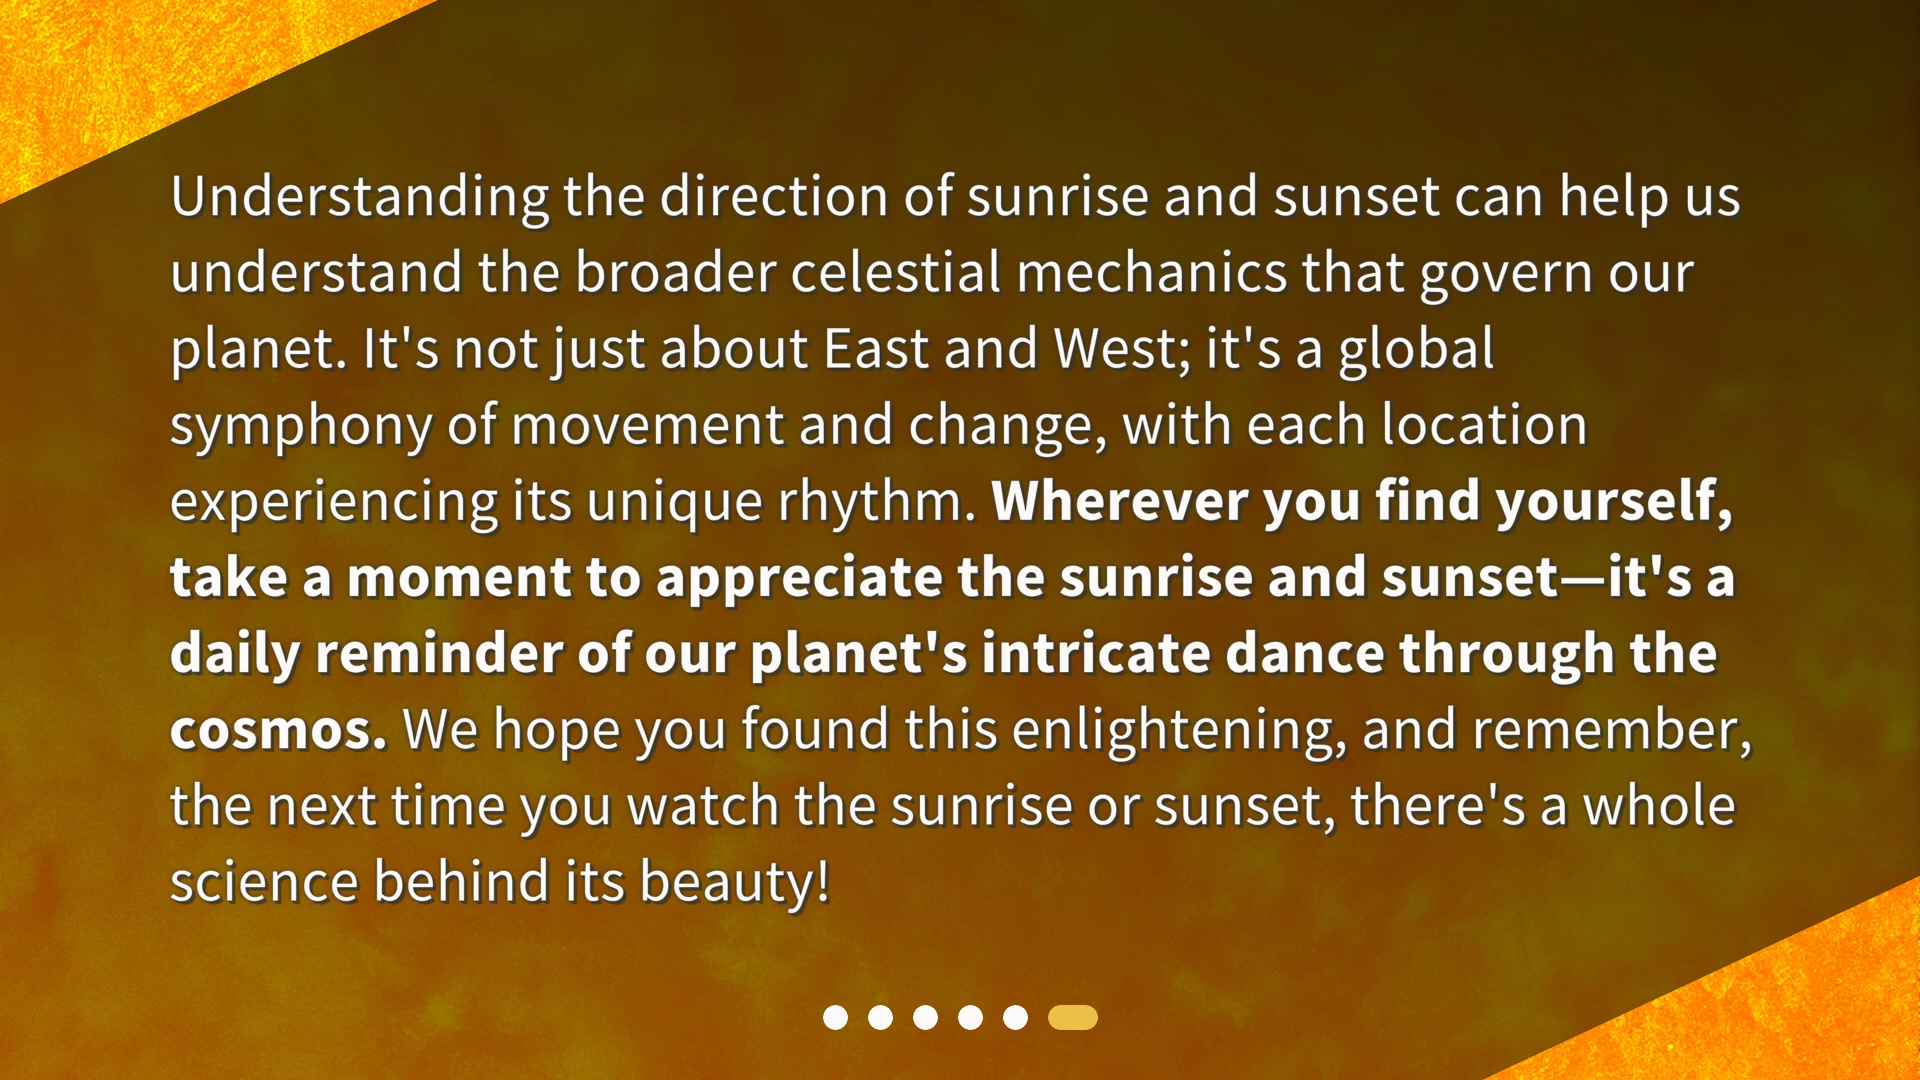 Understanding the direction of sunrise and sunset can help us
understand the broader celestial mechanics that govern our
planet. It's not just about East and West; it's a global
symphony of movement and change, with each location
experiencing its unique rhythm. Wherever you find yourself,
take a moment to appreciate the sunrise and sunset—it's a
daily reminder of our planet's intricate dance through the
cosmos. We hope you found this enlightening, and remember,
the next time you watch the sunrise or sunset, there's a whole
science behind its beauty!